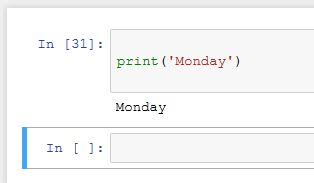 In [31]:
print('Monday')
Monday
In [ ]: